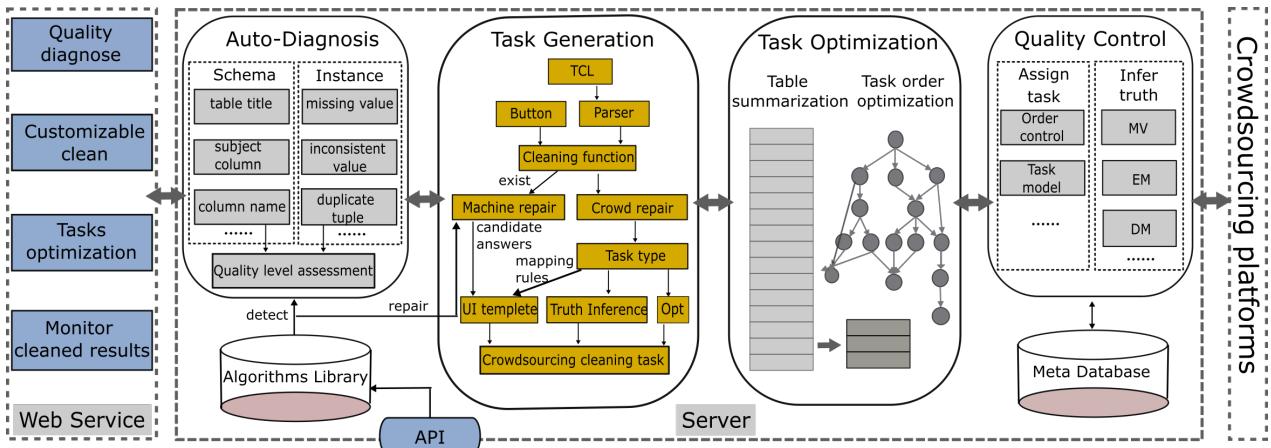 Quality
diagnose
Customizable
clean
Tasks
optimization
Monitor
cleaned results
Web Service
Auto-Diagnosis
Schema
table title
subject
column
column name
......
Instance
missing value
inconsistent
value
duplicate
tuple
......
Quality level assessment
detect
repair
Algorithms Library
API
Task Generation
TCL
Button
Parser
Cleaning function
exist
Machine repair
Crowd repair
candidate
answers
mapping
rules
Task type
UI templete
Truth Inference
Opt
Crowdsourcing cleaning task
Task Optimization
Table
summarization
Task order
optimization
Server
Quality Control
Assign
task
Order
control
Task
model
......
Infer
truth
MV
EM
DM
......
Meta Database
Crowdsourcing platforms